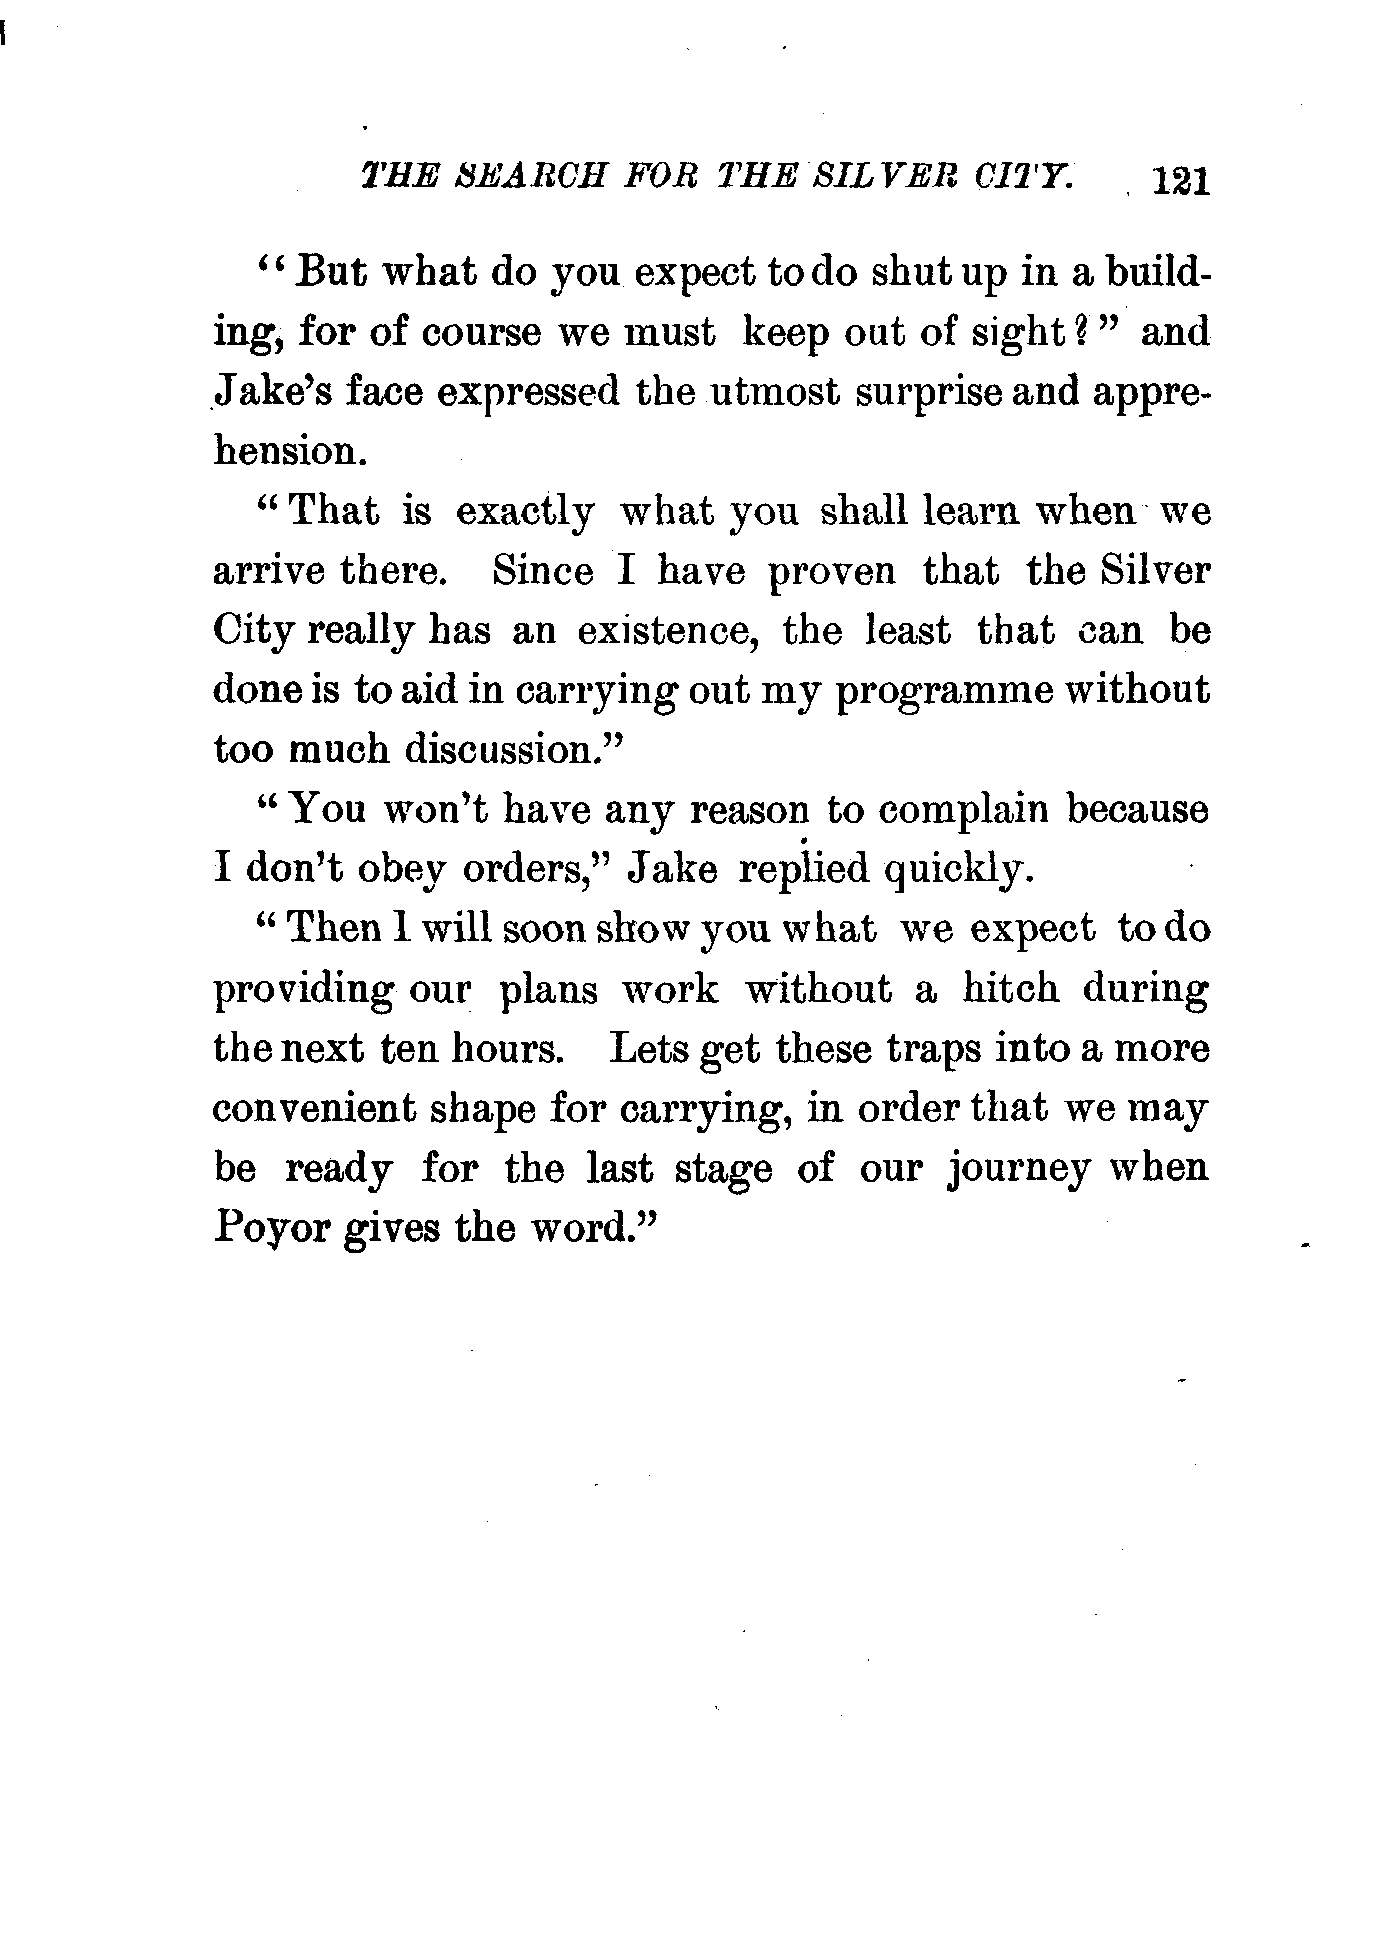 THE SEARCH FOR THE SILVER CITY. 121
“But what do you expect to do shut up in a build-
ing, for of course we must keep out of sight?” and
Jake’s face expressed the utmost surprise and appre-
hension.
“That is exactly what you shall learn when we
arrive there. Since I have proven that the Silver
City really has an existence, the least that can be
done is to aid in carrying out my programme without
too much discussion.”
“You won’t have any reason to complain because
I don’t obey orders,” Jake replied quickly.
“Then I will soon show you what we expect to do
providing our plans work without a hitch during
the next ten hours. Lets get these traps into a more
convenient shape for carrying, in order that we may
be ready for the last stage of our journey when
Poyor gives the word.”